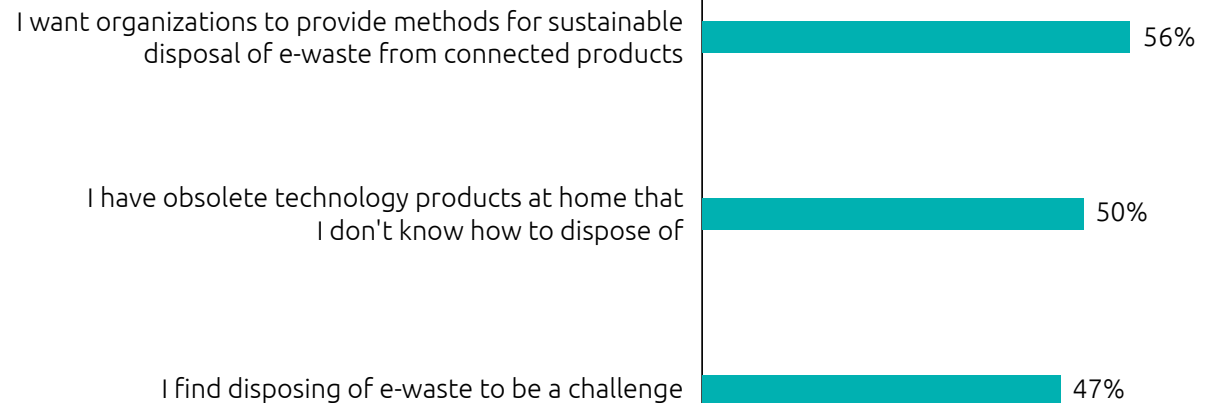 I want organizations to provide methods for sustainable
disposal of e-waste from connected products
56%
I have obsolete technology products at home that
I don't know how to dispose of
50%
I find disposing of e-waste to be a challenge
47%